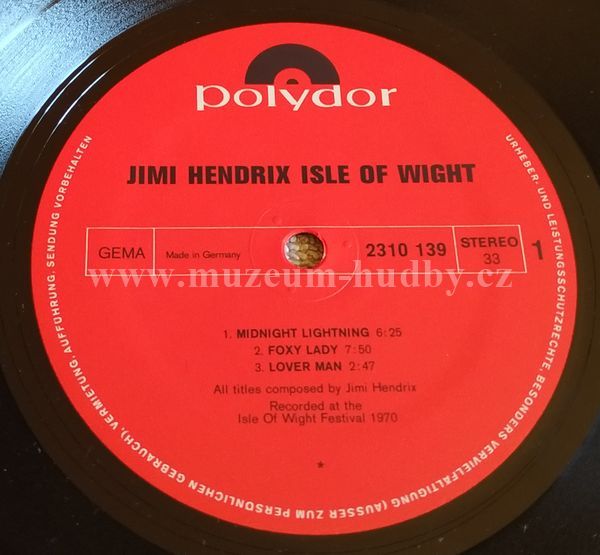 polydor
JIMI HENDRIX ISLE OF WIGHT
GEMA
Made in Germany
2310 139
STEREO
33
1
www.muzeum-hudby.cz
1. MIDNIGHT LIGHTNING 6:25
2. FOXY LADY 7:50
3. LOVER MAN 2:47
All titles composed by Jimi Hendrix
Recorded at the
Isle Of Wight Festival 1970
*
URHEBER- UND LEISTUNGSSCHUTZRECHTE, BESONDERS VERVIELFÄLTIGUNG (AUSSER ZUM PERSÖNLICHEN GEBRAUCH), VERMIETUNG, AUFFÜHRUNG, SENDUNG VORBEHALTEN